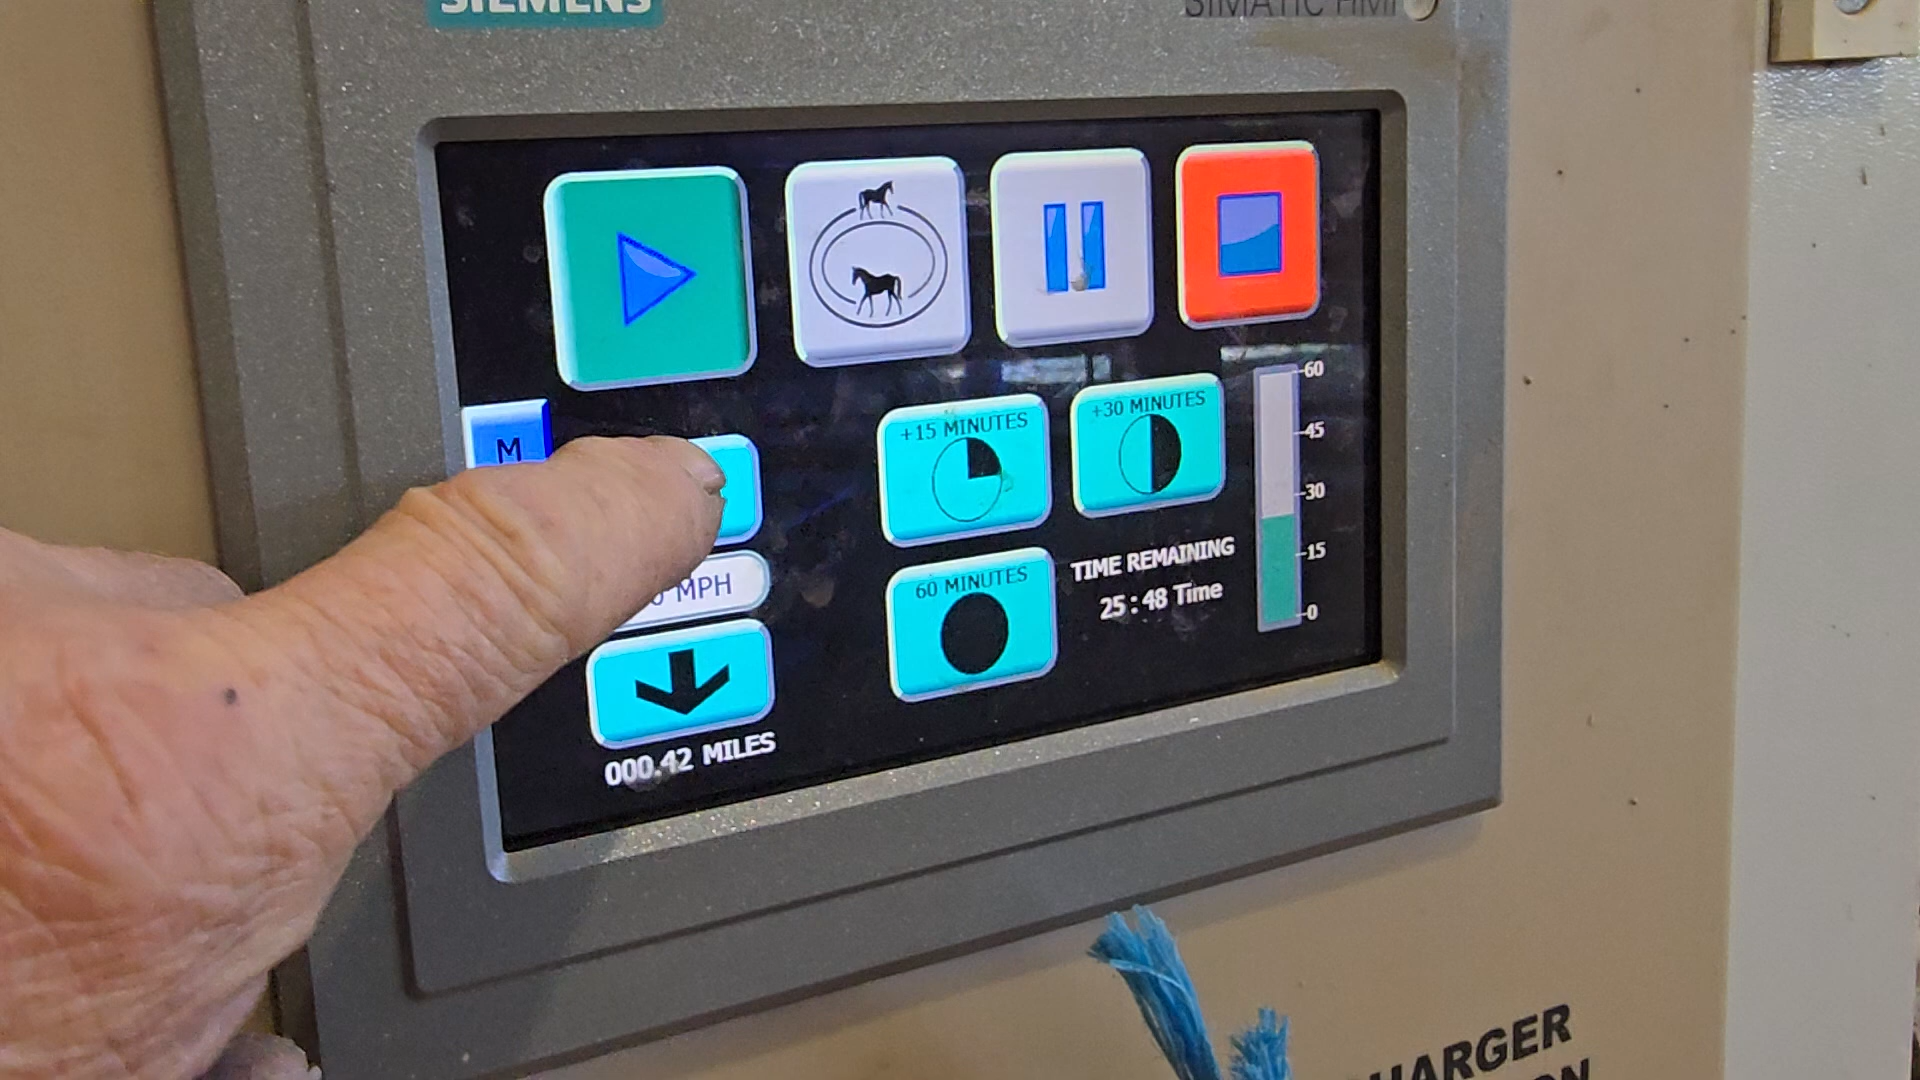 SIEMENS
SIMATIC HMI
M
+15 MINUTES
+30 MINUTES
60
45
30
15
0
MPH
60 MINUTES
TIME REMAINING
25:48 Time
000.42 MILES